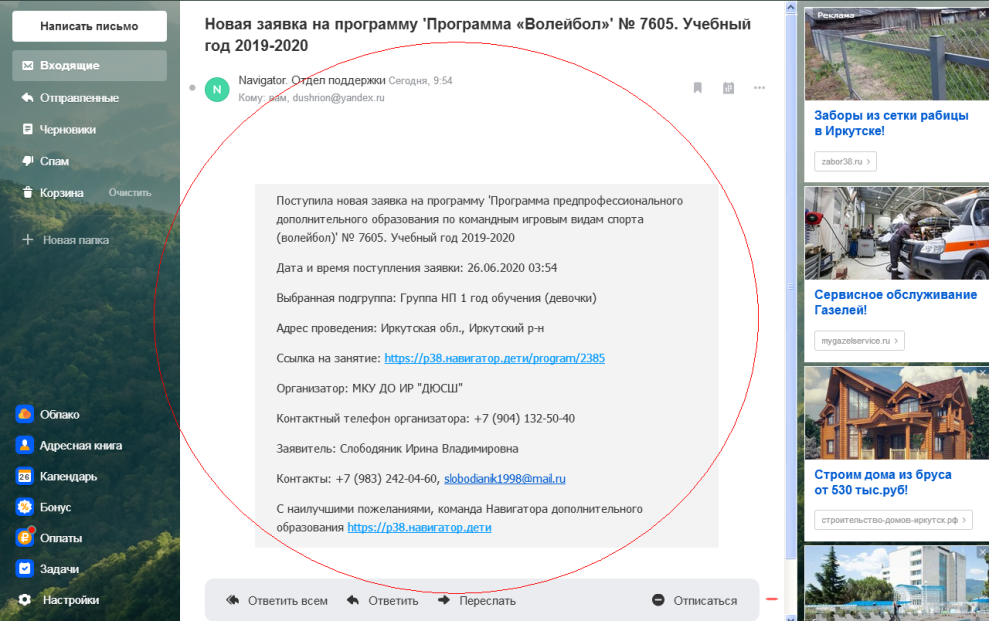 Написать письмо
Входящие
Отправленные
Черновики
Спам
Корзина Очистить
Новая папка
Облако
Адресная книга
26 Календарь
Бонус
Оплаты
Задачи
Настройки
Новая заявка на программу 'Программа «Волейбол»' № 7605. Учебный
год 2019-2020
N
Navigator. Отдел поддержки Сегодня, 9:54
Кому: вам, dushrion@yandex.ru
Поступила новая заявка на программу 'Программа предпрофессионального
дополнительного образования по командным игровым видам спорта
(волейбол)' № 7605. Учебный год 2019-2020
Дата и время поступления заявки: 26.06.2020 03:54
Выбранная подгруппа: Группа НП 1 год обучения (девочки)
Адрес проведения: Иркутская обл., Иркутский р-н
Ссылка на занятие: https://р38.навигатор.дети/program/2385
Организатор: МКУ ДО ИР "ДЮСШ"
Контактный телефон организатора: +7 (904) 132-50-40
Заявитель: Слободяник Ирина Владимировна
Контакты: +7 (983) 242-04-60, slobodianik1998@mail.ru
С наилучшими пожеланиями, команда Навигатора дополнительного
образования https://р38.навигатор.дети
Ответить всем Ответить Переслать Отписаться
Реклама
Заборы из сетки рабицы
в Иркутске!
zabor38.ru >
Сервисное обслуживание
Газелей!
mygazelservice.ru >
Строим дома из бруса
от 530 тыс.руб!
строительство-домов-иркутск.рф >